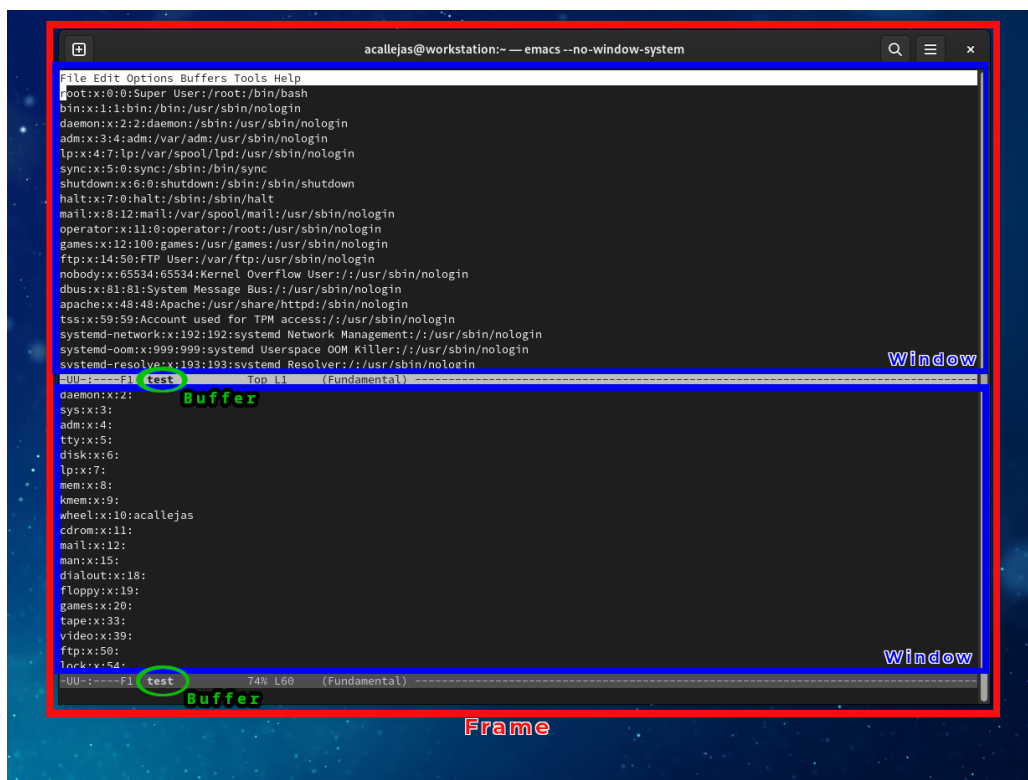 acallejas@workstation:~ — emacs --no-window-system
File Edit Options Buffers Tools Help
root:x:0:0:Super User:/root:/bin/bash
bin:x:1:1:bin:/bin:/usr/sbin/nologin
daemon:x:2:2:daemon:/sbin:/usr/sbin/nologin
adm:x:3:4:adm:/var/adm:/usr/sbin/nologin
lp:x:4:7:lp:/var/spool/lpd:/usr/sbin/nologin
sync:x:5:0:sync:/sbin:/bin/sync
shutdown:x:6:0:shutdown:/sbin:/sbin/shutdown
halt:x:7:0:halt:/sbin:/sbin/halt
mail:x:8:12:mail:/var/spool/mail:/usr/sbin/nologin
operator:x:11:0:operator:/root:/usr/sbin/nologin
games:x:12:100:games:/usr/games:/usr/sbin/nologin
ftp:x:14:50:FTP User:/var/ftp:/usr/sbin/nologin
nobody:x:65534:65534:Kernel Overflow User:/:/usr/sbin/nologin
dbus:x:81:81:System Message Bus:/:/usr/sbin/nologin
apache:x:48:48:Apache:/usr/share/httpd:/sbin/nologin
tss:x:59:59:Account used for TPM access:/:/usr/sbin/nologin
systemd-network:x:192:192:systemd Network Management:/:/usr/sbin/nologin
systemd-oom:x:999:999:systemd Userspace OOM Killer:/:/usr/sbin/nologin
systemd-resolve:x:193:193:systemd Resolver:/:/usr/sbin/nologin
Window
-UU-:----F1 test Top L1 (Fundamental) ----------------------------------------------------------------------
Buffer
daemon:x:2:
sys:x:3:
adm:x:4:
tty:x:5:
disk:x:6:
lp:x:7:
mem:x:8:
kmem:x:9:
wheel:x:10:acallejas
cdrom:x:11:
mail:x:12:
man:x:15:
dialout:x:18:
floppy:x:19:
games:x:20:
tape:x:33:
video:x:39:
ftp:x:50:
lock:x:54:
Window
-UU-:----F1 test 74% L60 (Fundamental) ----------------------------------------------------------------------
Buffer
Frame